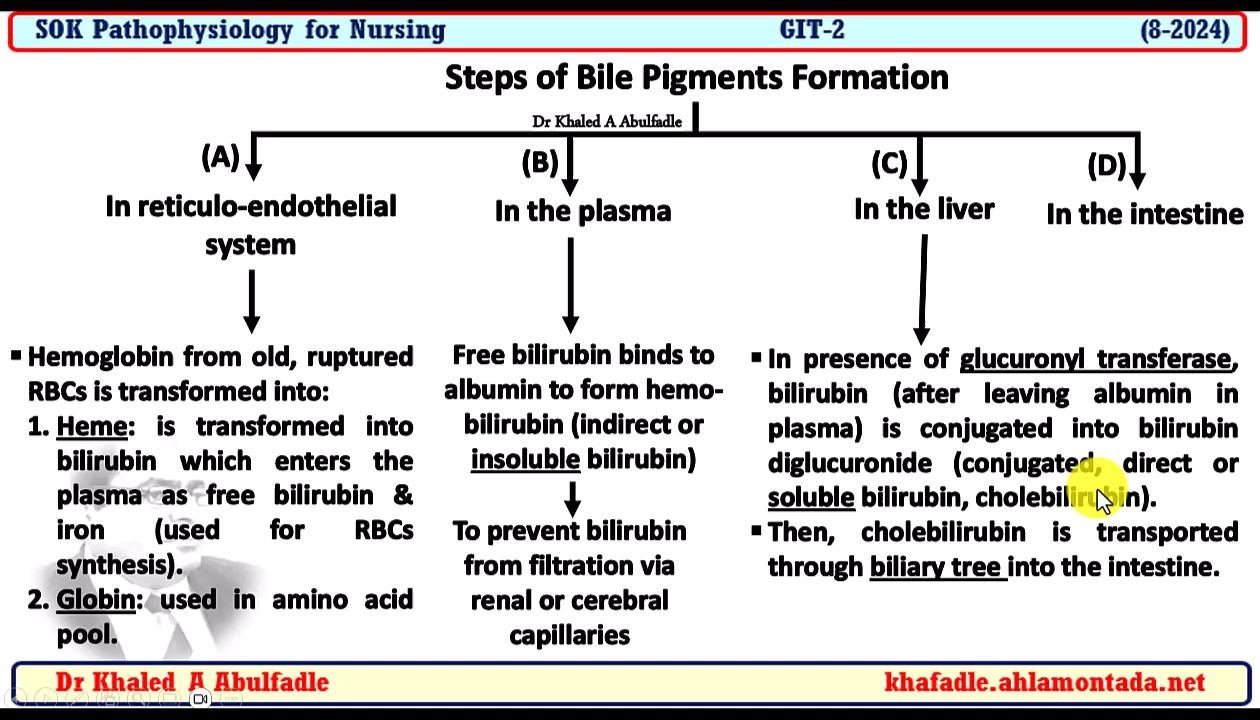 SOK Pathophysiology for Nursing GIT-2 (8-2024)
Steps of Bile Pigments Formation
Dr Khaled A Abulfadle
(A)
In reticulo-endothelial
system
▪ Hemoglobin from old, ruptured
RBCs is transformed into:
1. Heme: is transformed into
bilirubin which enters the
plasma as free bilirubin &
iron (used for RBCs
synthesis).
2. Globin: used in amino acid
pool.
(B)
In the plasma
Free bilirubin binds to
albumin to form hemo-
bilirubin (indirect or
insoluble bilirubin)
To prevent bilirubin
from filtration via
renal or cerebral
capillaries
(C)
In the liver
▪ In presence of glucuronyl transferase,
bilirubin (after leaving albumin in
plasma) is conjugated into bilirubin
diglucuronide (conjugated, direct or
soluble bilirubin, cholebilirubin).
▪ Then, cholebilirubin is transported
through biliary tree into the intestine.
(D)
In the intestine
Dr Khaled A Abulfadle khafadle.ahlamontada.net